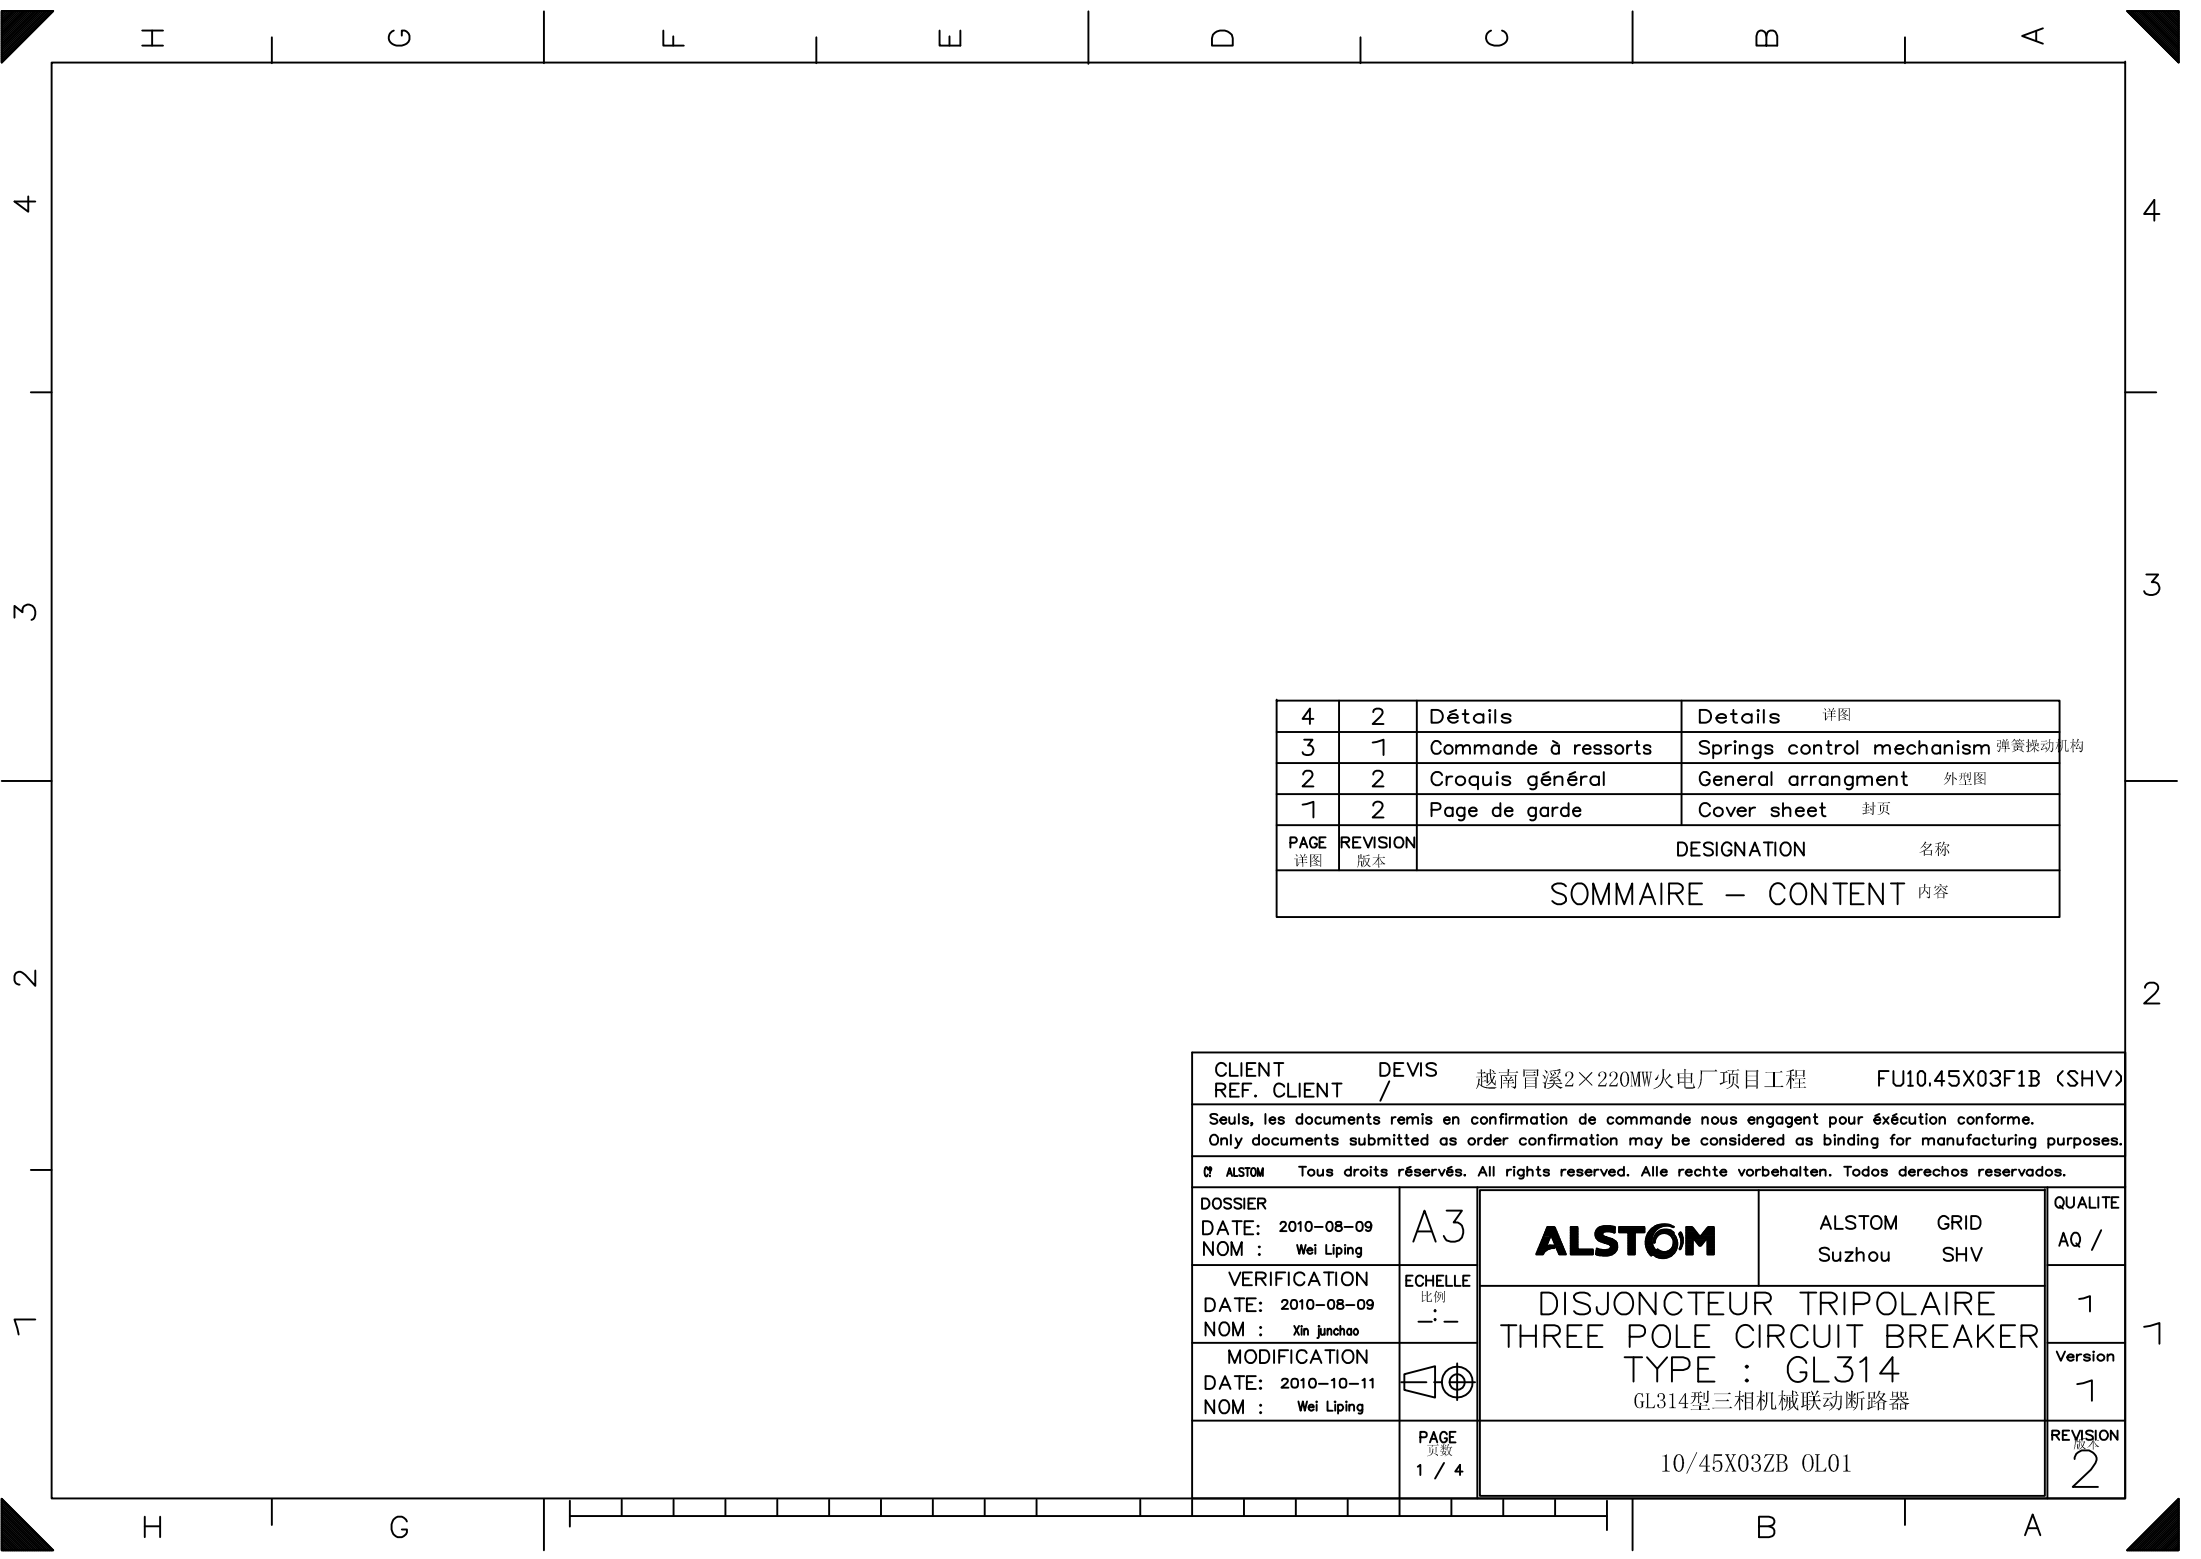 H G F E D C B A
4 4
3 3
4 2 Détails Details 详图
3 1 Commande à ressorts Springs control mechanism 弹簧操动机构
2 2 Croquis général General arrangment 外型图
1 2 Page de garde Cover sheet 封页
PAGE REVISION DESIGNATION 名称
详图 版本
SOMMAIRE – CONTENT 内容
2 2
CLIENT DEVIS 越南冒溪2×220MW火电厂项目工程 FU10.45X03F1B (SHV)
REF. CLIENT /
Seuls, les documents remis en confirmation de commande nous engagent pour éxécution conforme.
Only documents submitted as order confirmation may be considered as binding for manufacturing purposes.
ALSTOM Tous droits réservés. All rights reserved. Alle rechte vorbehalten. Todos derechos reservados.
DOSSIER
DATE: 2010-08-09
NOM : Wei Liping
A3
ALSTOM
ALSTOM GRID
Suzhou SHV
QUALITE
AQ /
VERIFICATION
DATE: 2010-08-09
NOM : Xin junchao
ECHELLE
比例
–:–
DISJONCTEUR TRIPOLAIRE
THREE POLE CIRCUIT BREAKER
TYPE : GL314
GL314型三相机械联动断路器
1
1 1
MODIFICATION
DATE: 2010-10-11
NOM : Wei Liping
Version
1
PAGE
页数
1 / 4
10/45X03ZB OL01
REVISION
版本
2
H G B A